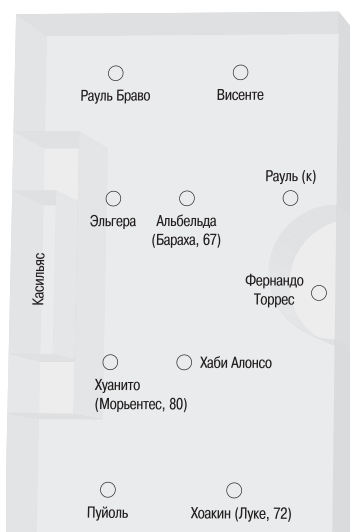 Рауль Браво
Висенте
Рауль (к)
Эльгера
Альбельда
(Бараха, 67)
Касильяс
Фернандо
Торрес
Хуанито
(Морьентес, 80)
Хаби Алонсо
Пуйоль
Хоакин (Луке, 72)